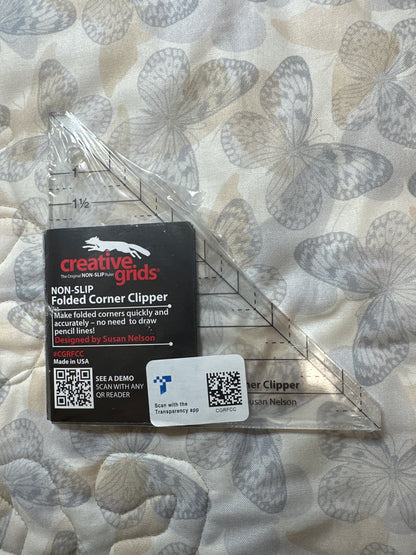 1
1½
creative
grids®
The Original NON-SLIP Ruler
NON-SLIP
Folded Corner Clipper
Make folded corners quickly and
accurately – no need to draw
pencil lines!
Designed by Susan Nelson
#CGRFCC
Made in USA
SEE A DEMO
SCAN WITH ANY
QR READER
Scan with the
Transparency app
CGRFCC
ner Clipper
usan Nelson